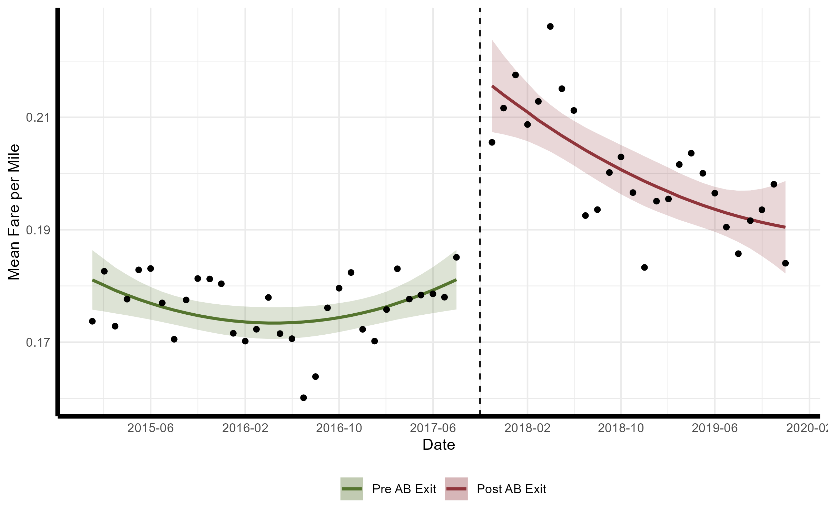 Mean Fare per Mile
0.21
0.19
0.17
2015-06 2016-02 2016-10 2017-06 2018-02 2018-10 2019-06 2020-02
Date
Pre AB Exit Post AB Exit